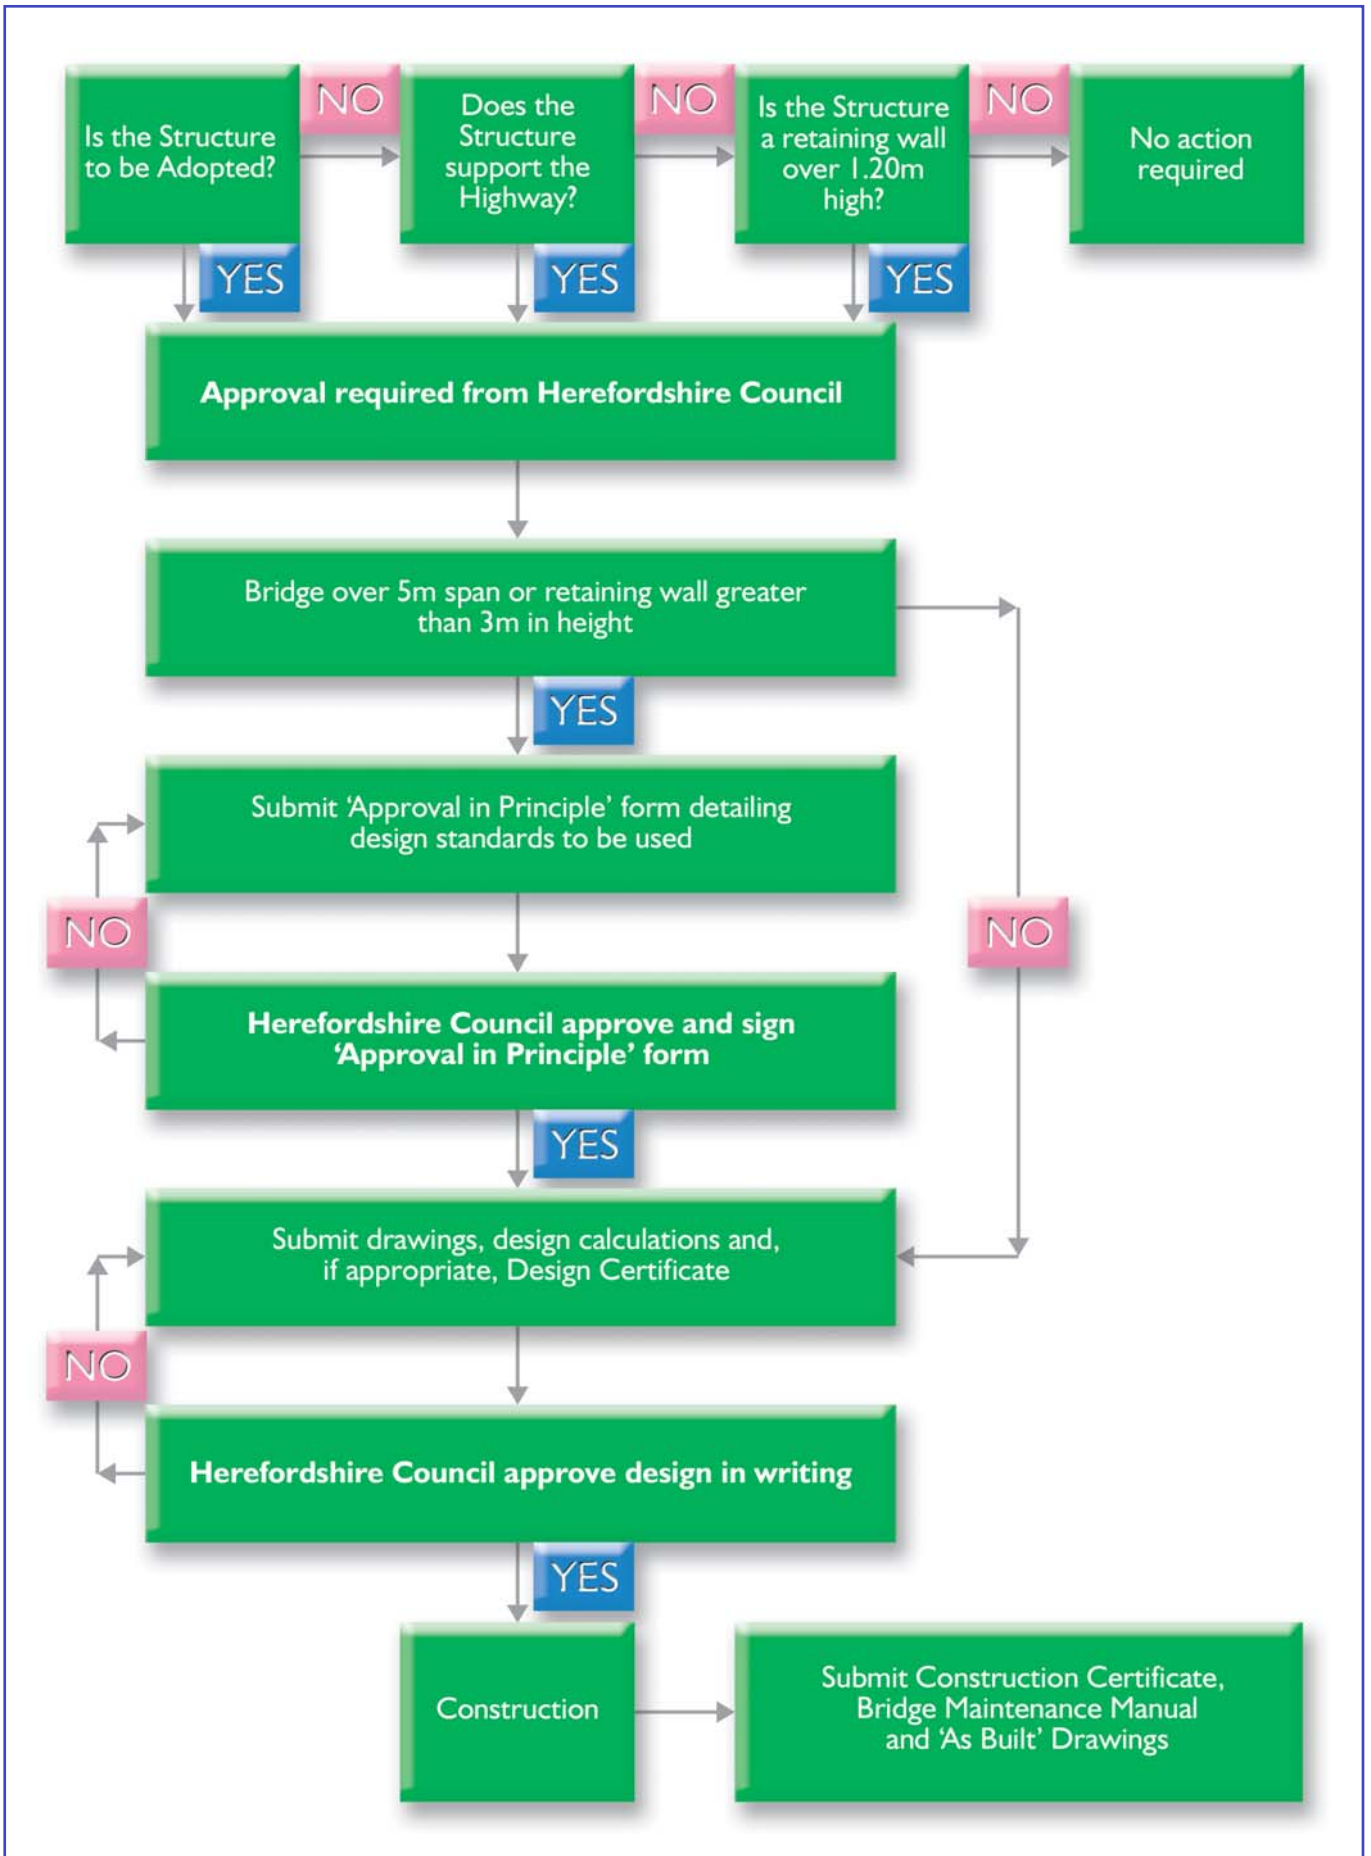 Is the Structure
to be Adopted?
NO
Does the
Structure
support the
Highway?
NO
Is the Structure
a retaining wall
over 1.20m
high?
NO
No action
required
YES
YES
YES
Approval required from Herefordshire Council
Bridge over 5m span or retaining wall greater
than 3m in height
YES
Submit ‘Approval in Principle’ form detailing
design standards to be used
NO
NO
Herefordshire Council approve and sign
‘Approval in Principle’ form
YES
Submit drawings, design calculations and,
if appropriate, Design Certificate
NO
Herefordshire Council approve design in writing
YES
Construction
Submit Construction Certificate,
Bridge Maintenance Manual
and ‘As Built’ Drawings